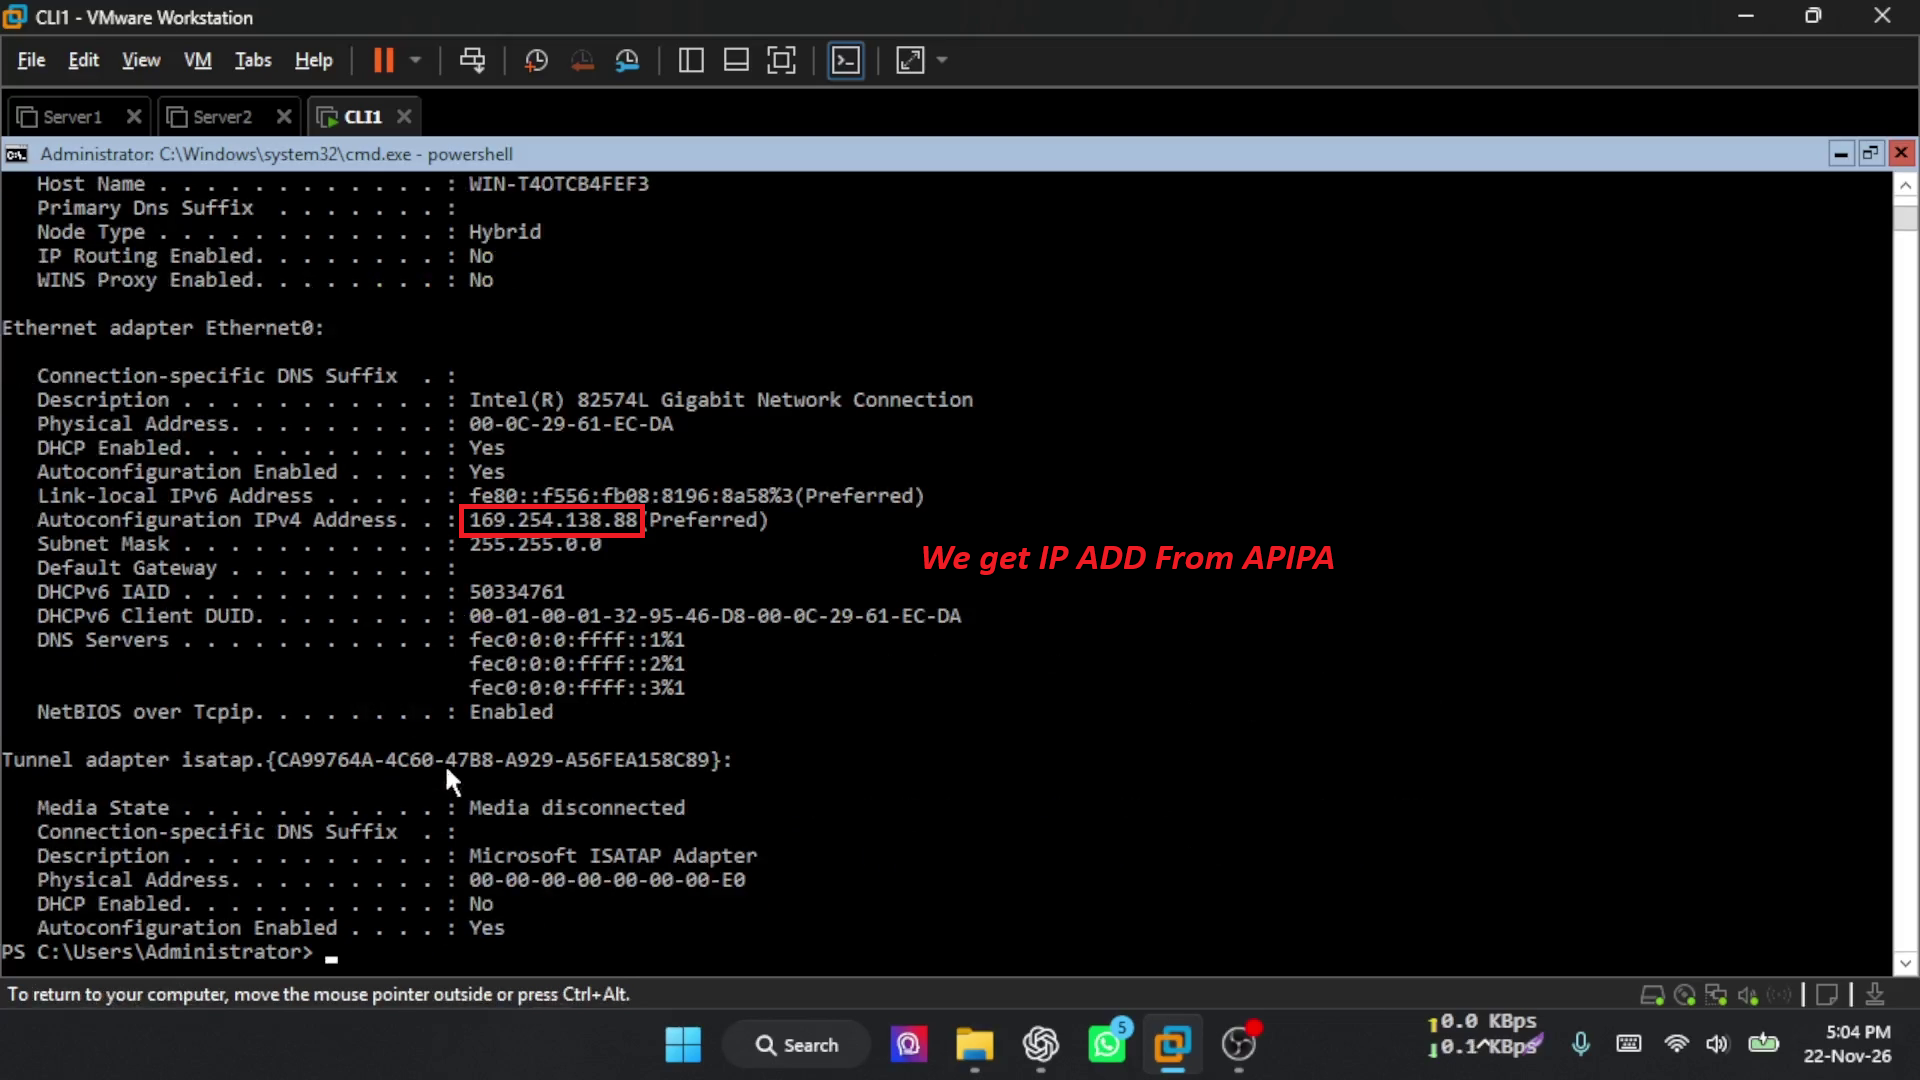 CLI1 - VMware Workstation
File Edit View VM Tabs Help
Server1 Server2 CLI1
Administrator: C:\Windows\system32\cmd.exe - powershell
Host Name . . . . . . . . . . . . : WIN-T4OTCB4FEF3
Primary Dns Suffix  . . . . . . . :
Node Type . . . . . . . . . . . . : Hybrid
IP Routing Enabled. . . . . . . . : No
WINS Proxy Enabled. . . . . . . . : No
Ethernet adapter Ethernet0:
Connection-specific DNS Suffix  . :
Description . . . . . . . . . . . : Intel(R) 82574L Gigabit Network Connection
Physical Address. . . . . . . . . : 00-0C-29-61-EC-DA
DHCP Enabled. . . . . . . . . . . : Yes
Autoconfiguration Enabled . . . . : Yes
Link-local IPv6 Address . . . . . : fe80::f556:fb08:8196:8a58%3(Preferred)
Autoconfiguration IPv4 Address. . : 169.254.138.88(Preferred)
Subnet Mask . . . . . . . . . . . : 255.255.0.0
We get IP ADD From APIPA
Default Gateway . . . . . . . . . :
DHCPv6 IAID . . . . . . . . . . . : 50334761
DHCPv6 Client DUID. . . . . . . . : 00-01-00-01-32-95-46-D8-00-0C-29-61-EC-DA
DNS Servers . . . . . . . . . . . : fec0:0:0:ffff::1%1
fec0:0:0:ffff::2%1
fec0:0:0:ffff::3%1
NetBIOS over Tcpip. . . . . . . . : Enabled
Tunnel adapter isatap.{CA99764A-4C60-47B8-A929-A56FEA158C89}:
Media State . . . . . . . . . . . : Media disconnected
Connection-specific DNS Suffix  . :
Description . . . . . . . . . . . : Microsoft ISATAP Adapter
Physical Address. . . . . . . . . : 00-00-00-00-00-00-00-E0
DHCP Enabled. . . . . . . . . . . : No
Autoconfiguration Enabled . . . . : Yes
PS C:\Users\Administrator>
To return to your computer, move the mouse pointer outside or press Ctrl+Alt.
Search
5
0.0 KBps
0.1 KBps
5:04 PM
22-Nov-26